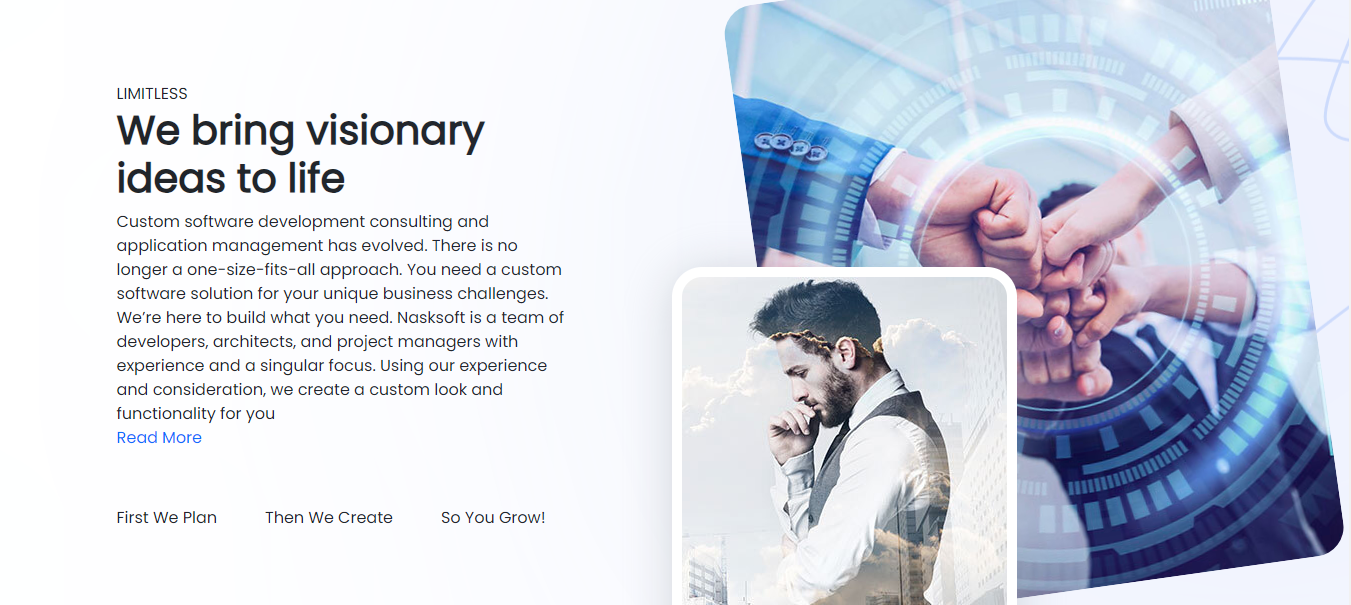 LIMITLESS
We bring visionary
ideas to life
Custom software development consulting and
application management has evolved. There is no
longer a one-size-fits-all approach. You need a custom
software solution for your unique business challenges.
We’re here to build what you need. Nasksoft is a team of
developers, architects, and project managers with
experience and a singular focus. Using our experience
and consideration, we create a custom look and
functionality for you
Read More
First We Plan Then We Create So You Grow!